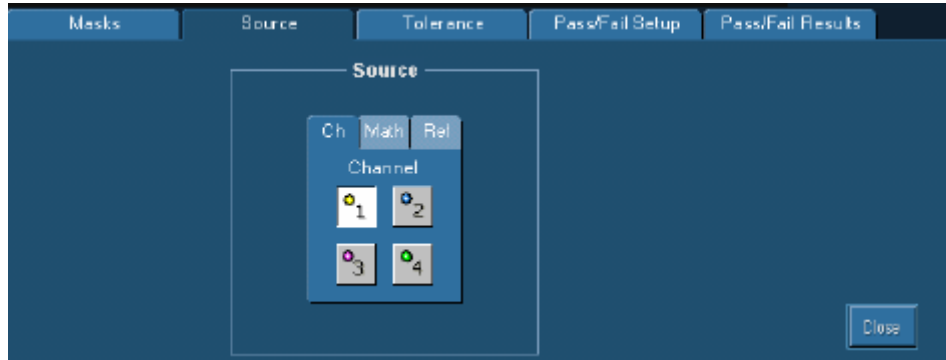 Masks Source Tolerance Pass/Fail Setup Pass/Fail Results
Source
Ch Math Ref
Channel
1 2
3 4
Close